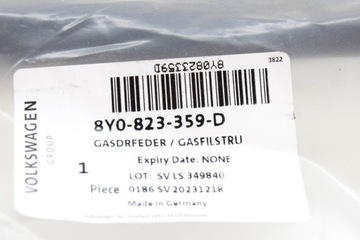 3822
8Y0823359D
VOLKSWAGEN
GROUP
8Y0-823-359-D
GASDRFEDER / GASFILSTRU
Expiry Date: NONE
1
LOT: SV LS 349840
Piece 0186 SV 20231218
Made in Germany